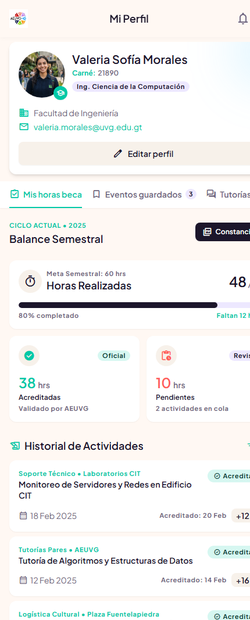 Mi Perfil
Valeria Sofía Morales
Carné: 21890
Ing. Ciencia de la Computación
Facultad de Ingeniería
valeria.morales@uvg.edu.gt
Editar perfil
Mis horas beca
Eventos guardados 3
Tutorías
CICLO ACTUAL • 2025
Balance Semestral
Constanci
Meta Semestral: 60 hrs
Horas Realizadas
48
80% completado
Faltan 12 h
Oficial
38 hrs
Acreditadas
Validado por AEUVG
Revis
10 hrs
Pendientes
2 actividades en cola
Historial de Actividades
Soporte Técnico • Laboratorios CIT
Acredita
Monitoreo de Servidores y Redes en Edificio
CIT
18 Feb 2025
Acreditado: 20 Feb
+12
Tutorías Pares • AEUVG
Acredita
Tutoría de Algoritmos y Estructuras de Datos
12 Feb 2025
Acreditado: 14 Feb
+16
Logística Cultural • Plaza Fuentelapiedra
Acredita